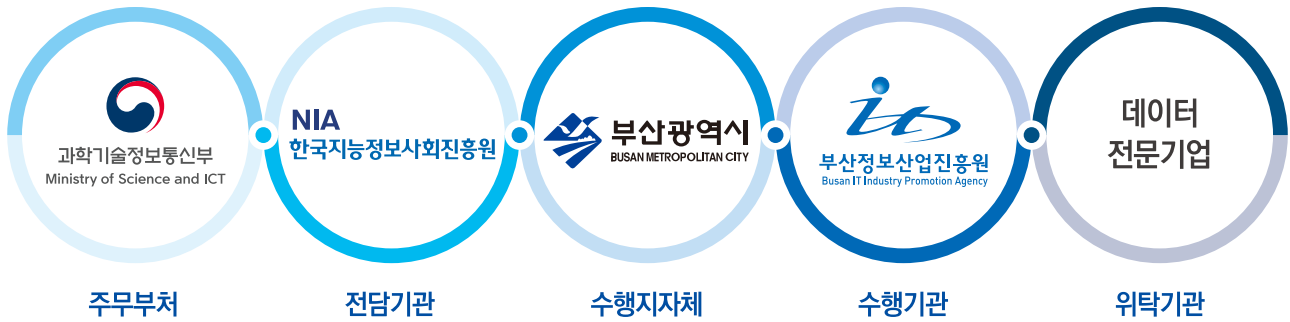 과학기술정보통신부
Ministry of Science and ICT
NIA
한국지능정보사회진흥원
부산광역시
BUSAN METROPOLITAN CITY
부산정보산업진흥원
Busan IT Industry Promotion Agency
데이터
전문기업
주무부처
전담기관
수행지자체
수행기관
위탁기관